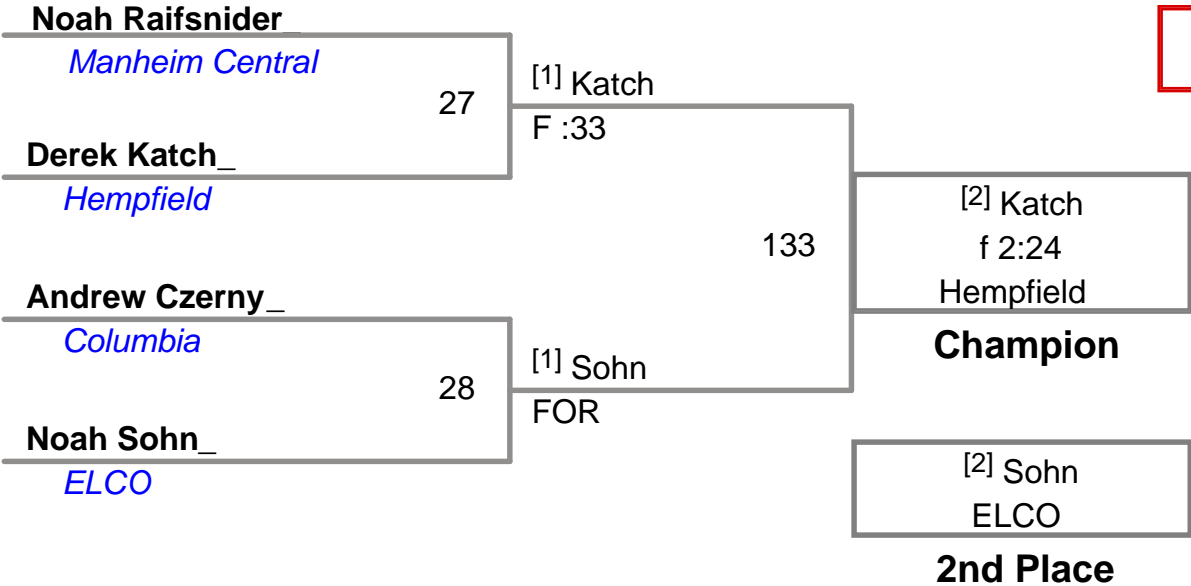 Noah Raifsnider_
Manheim Central
27
Derek Katch_
Hempfield
[1] Katch
F :33
Andrew Czerny_
Columbia
28
Noah Sohn_
ELCO
[1] Sohn
FOR
133
[2] Katch
f 2:24
Hempfield
Champion
[2] Sohn
ELCO
2nd Place